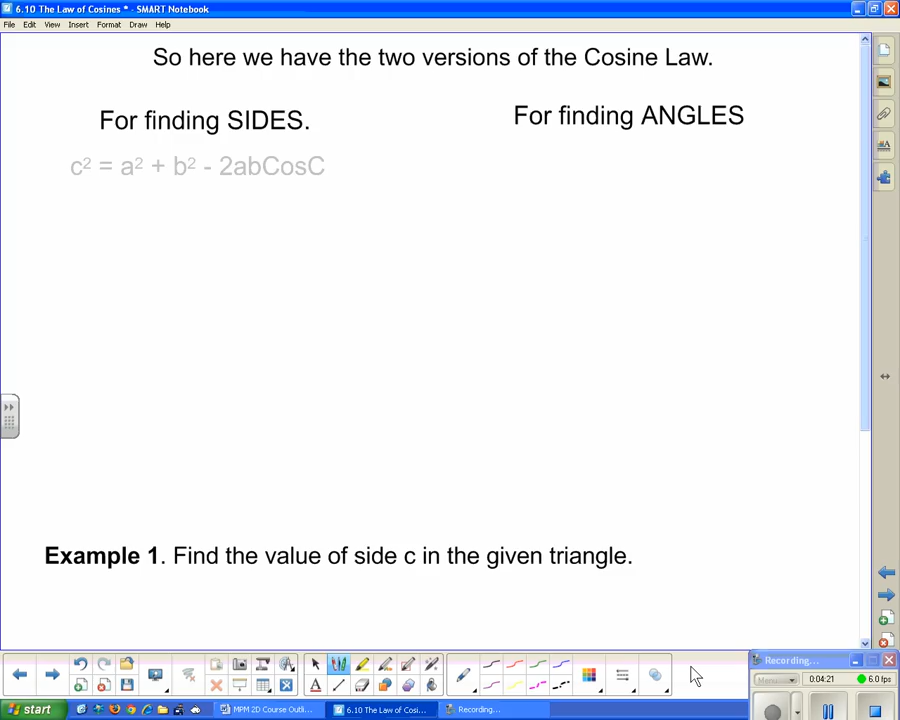 6.10 The Law of Cosines * - SMART Notebook
File Edit View Insert Format Draw Help
So here we have the two versions of the Cosine Law.
For finding SIDES.
For finding ANGLES
c² = a² + b² - 2abCosC
Example 1. Find the value of side c in the given triangle.
Recording...
Menu
0:04:21
6.0 fps
start
MPM 2D Course Outli...
6.10 The Law of Cosi...
Recording...